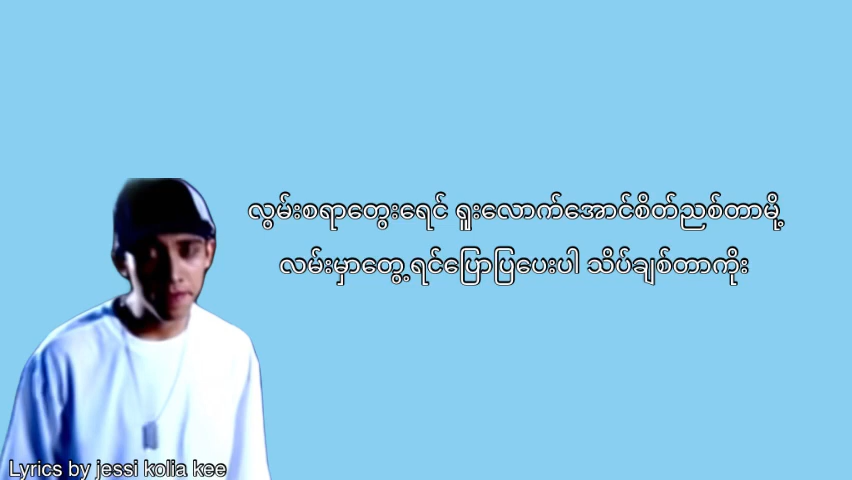 လွမ်းစရာတွေးရေင် ရူးလောက်အောင်စိတ်ညစ်တာမို့
လမ်းမှာတွေ့ရင်ပြောပြပေးပါ သိပ်ချစ်တာကိုး
Lyrics by jessi kolia kee